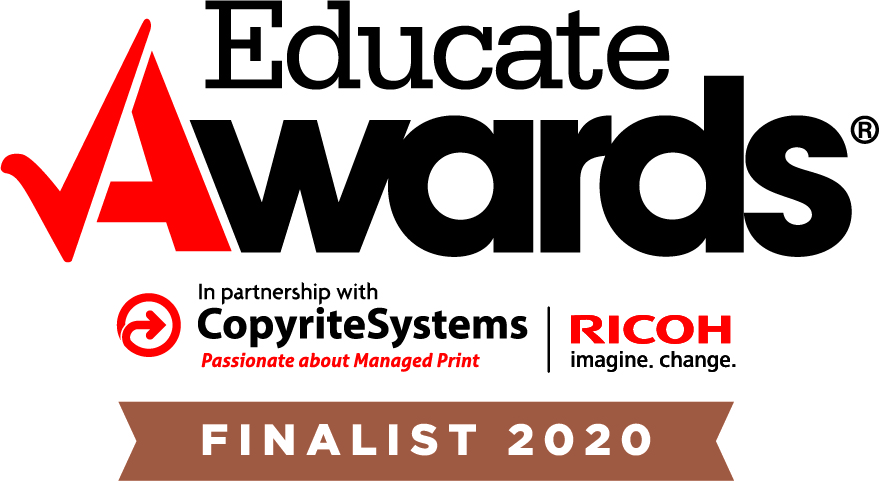 Educate
Awards®
In partnership with
CopyriteSystems
Passionate about Managed Print
RICOH
imagine. change.
FINALIST 2020